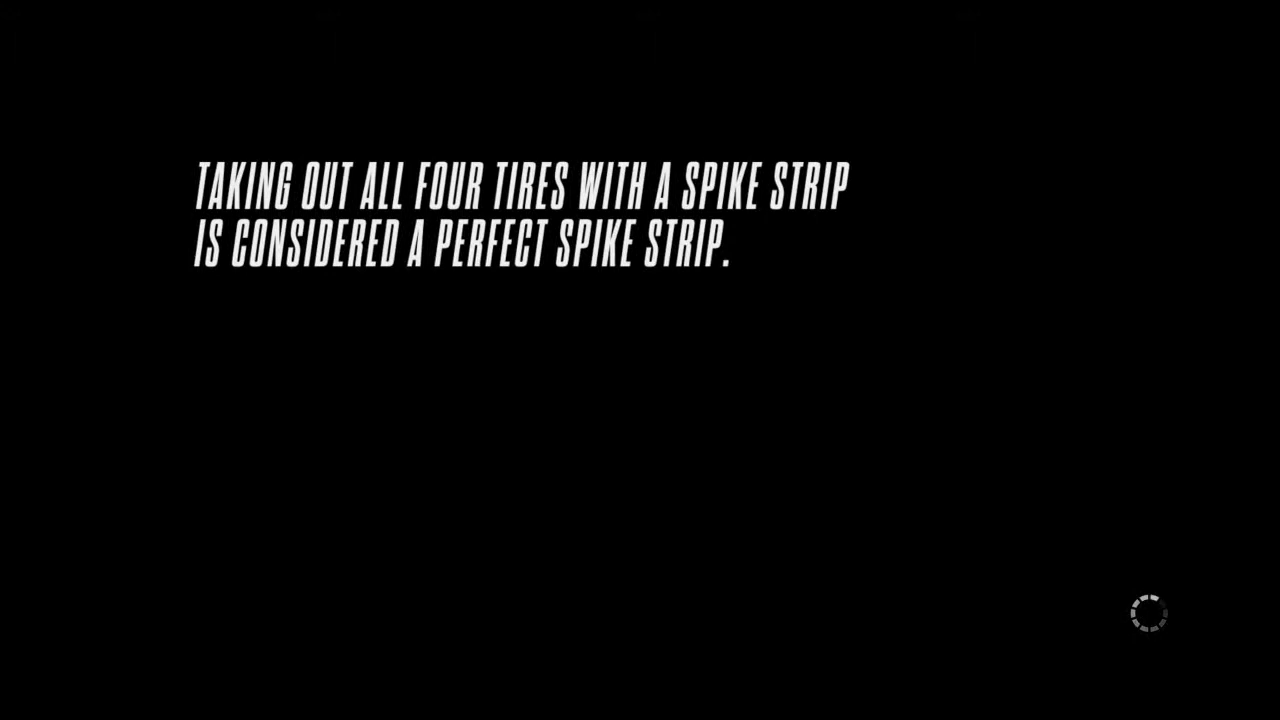 TAKING OUT ALL FOUR TIRES WITH A SPIKE STRIP
IS CONSIDERED A PERFECT SPIKE STRIP.